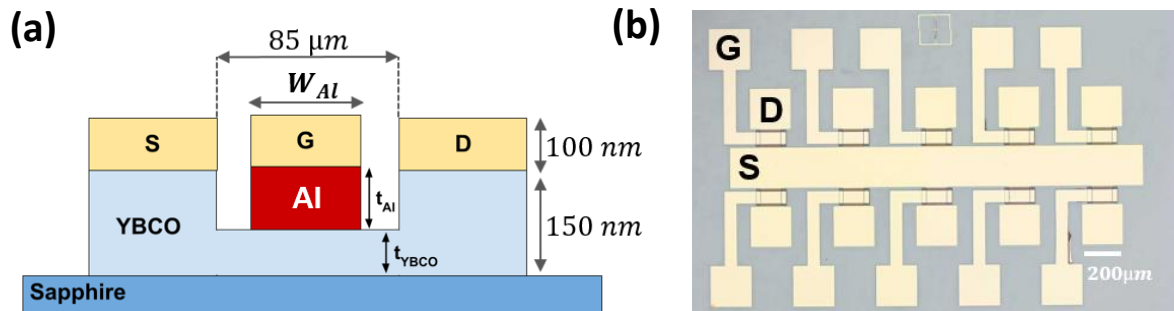 (a)
85 μm
W_Al
S
G
D
100 nm
Al
t_Al
YBCO
150 nm
t_YBCO
Sapphire
(b)
G
D
S
200μm